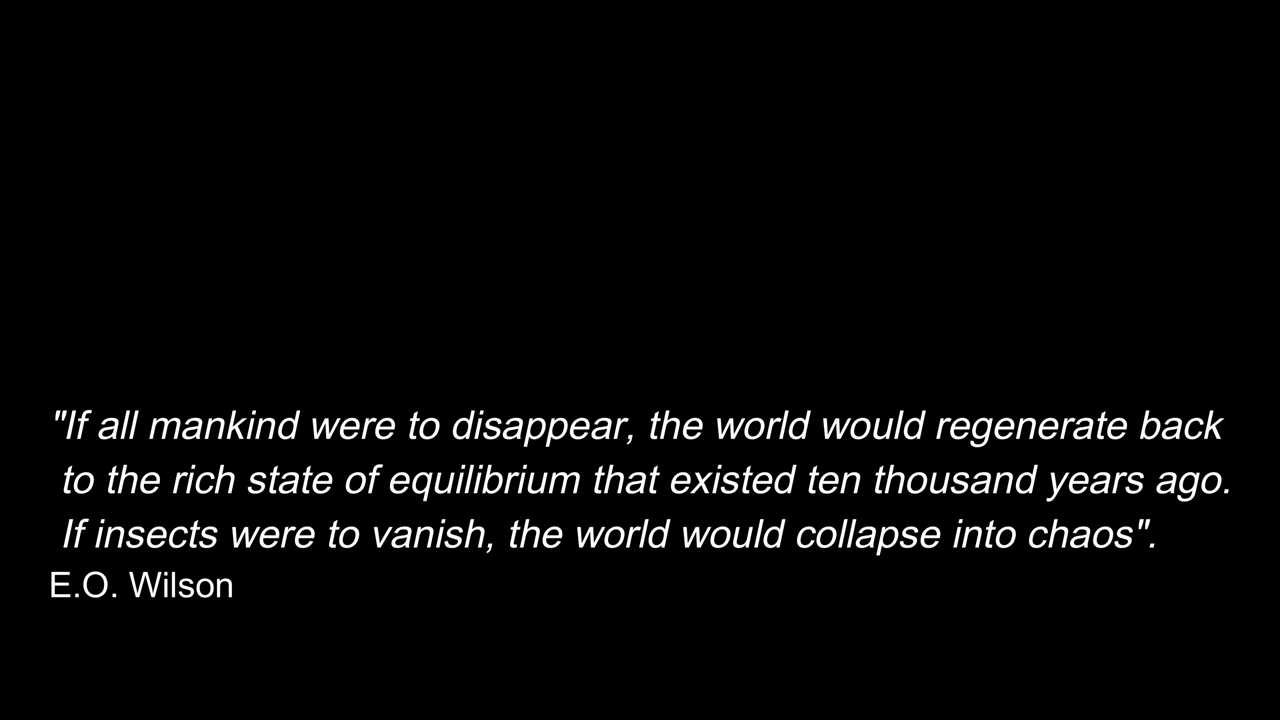 "If all mankind were to disappear, the world would regenerate back
to the rich state of equilibrium that existed ten thousand years ago.
If insects were to vanish, the world would collapse into chaos".
E.O. Wilson